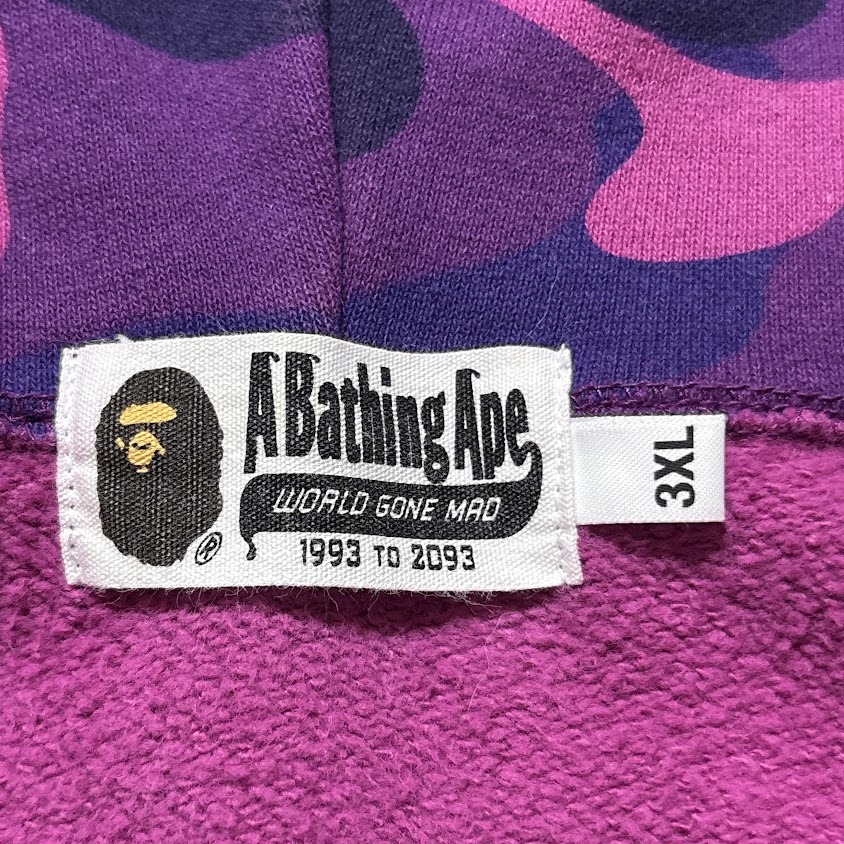 A Bathing Ape
WORLD GONE MAD
1993 TO 2093
®
3XL